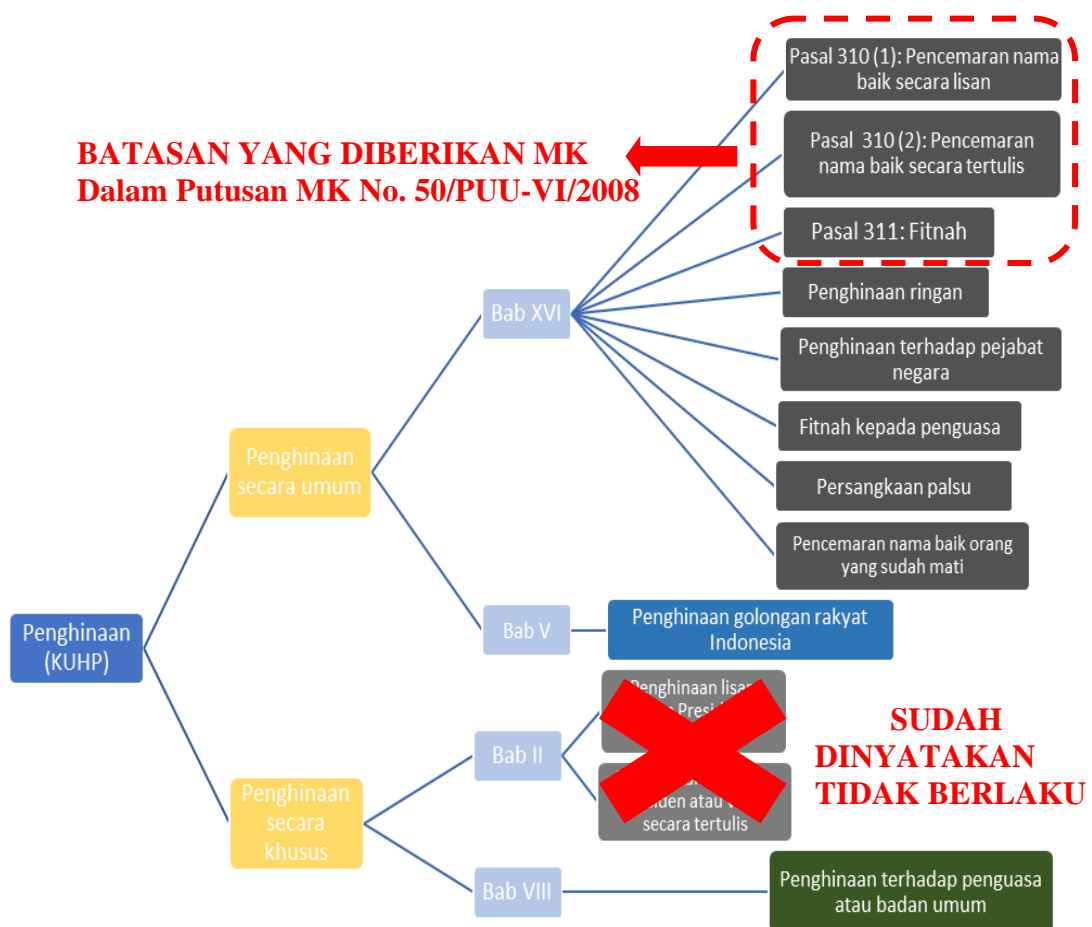 Pasal 310 (1): Pencemaran nama
baik secara lisan
BATASAN YANG DIBERIKAN MK
Dalam Putusan MK No. 50/PUU-VI/2008
Pasal 310 (2): Pencemaran
nama baik secara tertulis
Pasal 311: Fitnah
Bab XVI
Penghinaan ringan
Penghinaan terhadap pejabat
negara
Fitnah kepada penguasa
Penghinaan
secara umum
Persangkaan palsu
Pencemaran nama baik orang
yang sudah mati
Penghinaan
(KUHP)
Bab V
Penghinaan golongan rakyat
Indonesia
Penghinaan
secara
khusus
Bab II
Penghinaan
atau
secara tertulis
SUDAH
DINYATAKAN
TIDAK BERLAKU
Bab VIII
Penghinaan terhadap penguasa
atau badan umum